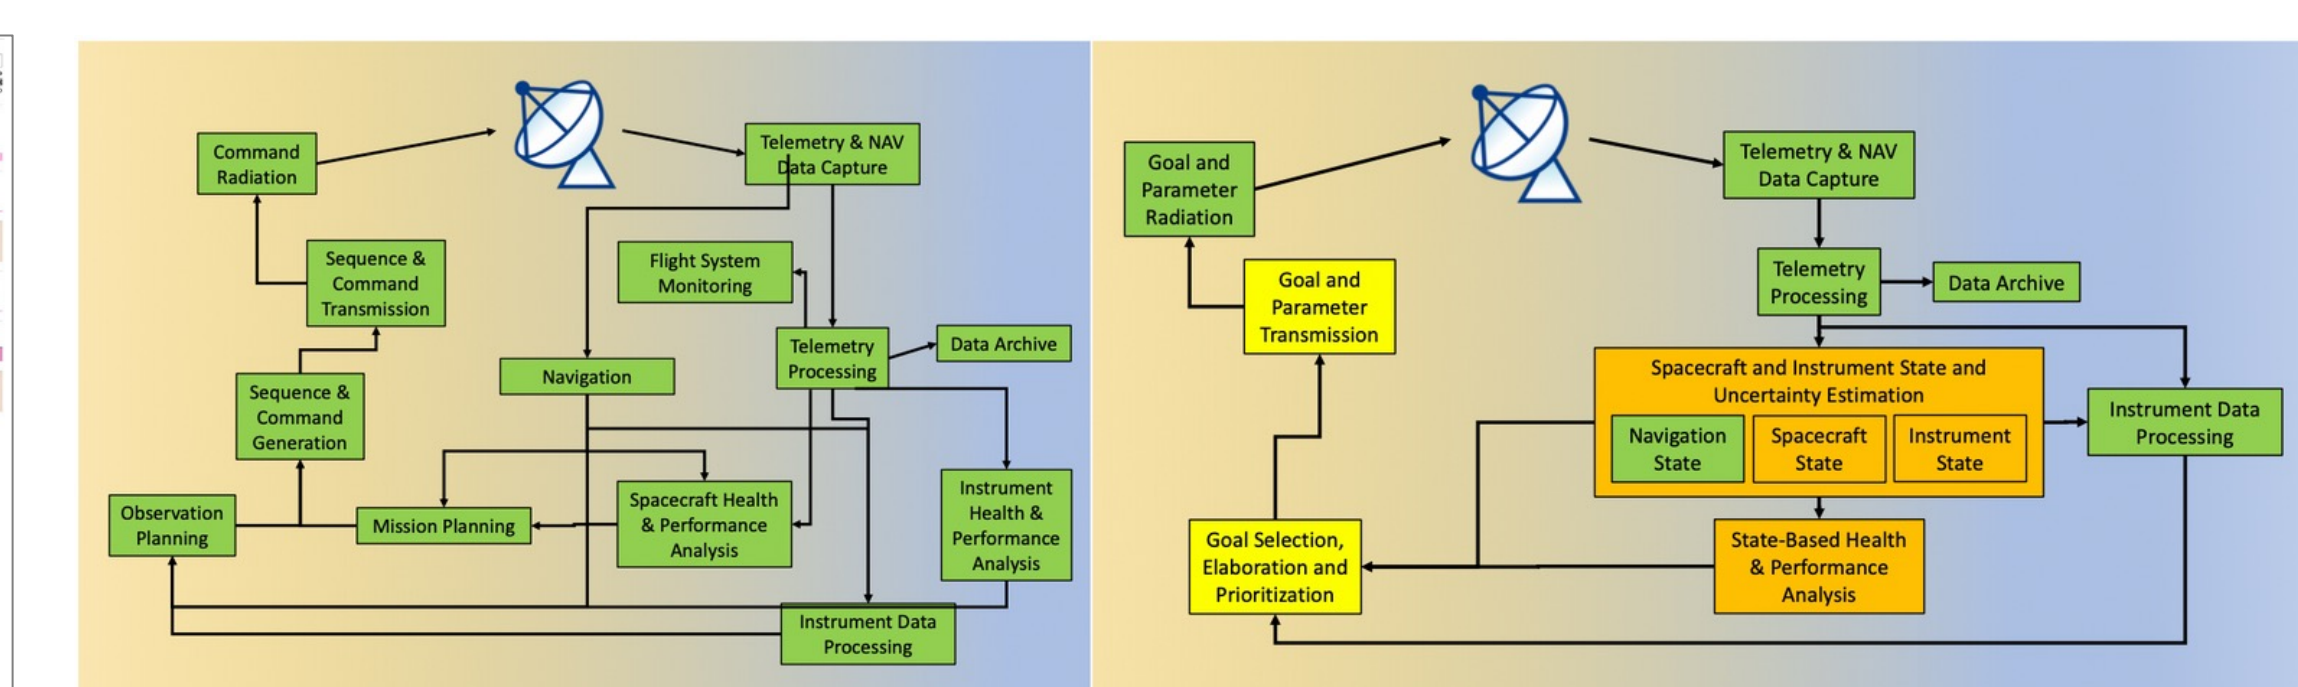 Command
Radiation
Telemetry & NAV
Data Capture
Sequence &
Command
Transmission
Flight System
Monitoring
Telemetry
Processing
Data Archive
Navigation
Sequence &
Command
Generation
Observation
Planning
Mission Planning
Spacecraft Health
& Performance
Analysis
Instrument
Health &
Performance
Analysis
Instrument Data
Processing
Goal and
Parameter
Radiation
Telemetry & NAV
Data Capture
Goal and
Parameter
Transmission
Telemetry
Processing
Data Archive
Spacecraft and Instrument State and
Uncertainty Estimation
Navigation
State
Spacecraft
State
Instrument
State
Instrument Data
Processing
Goal Selection,
Elaboration and
Prioritization
State-Based Health
& Performance
Analysis